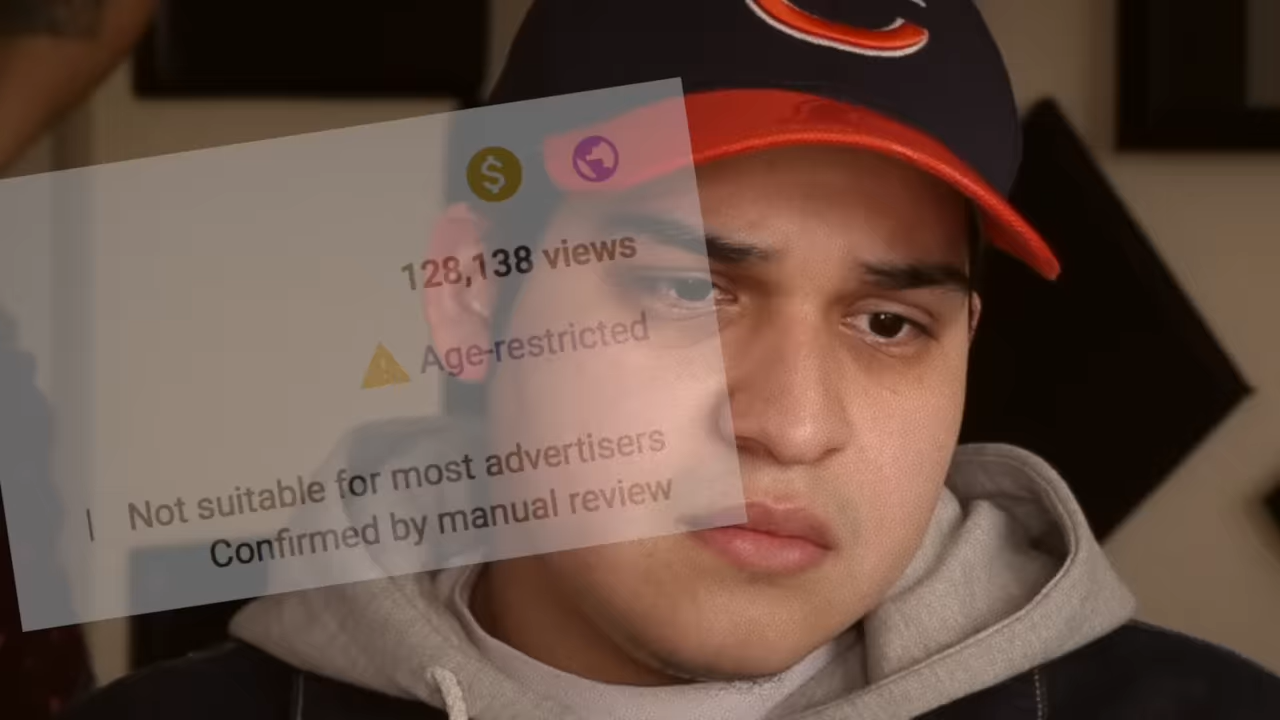 C
$
128,138 views
Age-restricted
Not suitable for most advertisers
Confirmed by manual review